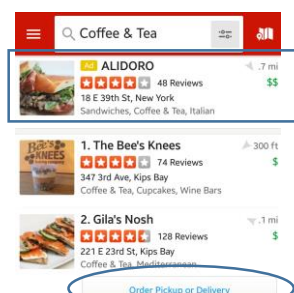 Coffee & Tea
Ad ALIDORO .7 mi
48 Reviews $$
18 E 39th St, New York
Sandwiches, Coffee & Tea, Italian
1. The Bee's Knees 300 ft
74 Reviews $
347 3rd Ave, Kips Bay
Coffee & Tea, Cupcakes, Wine Bars
2. Gila's Nosh .1 mi
128 Reviews $
221 E 23rd St, Kips Bay
Coffee & Tea, Mediterranean
Order Pickup or Delivery